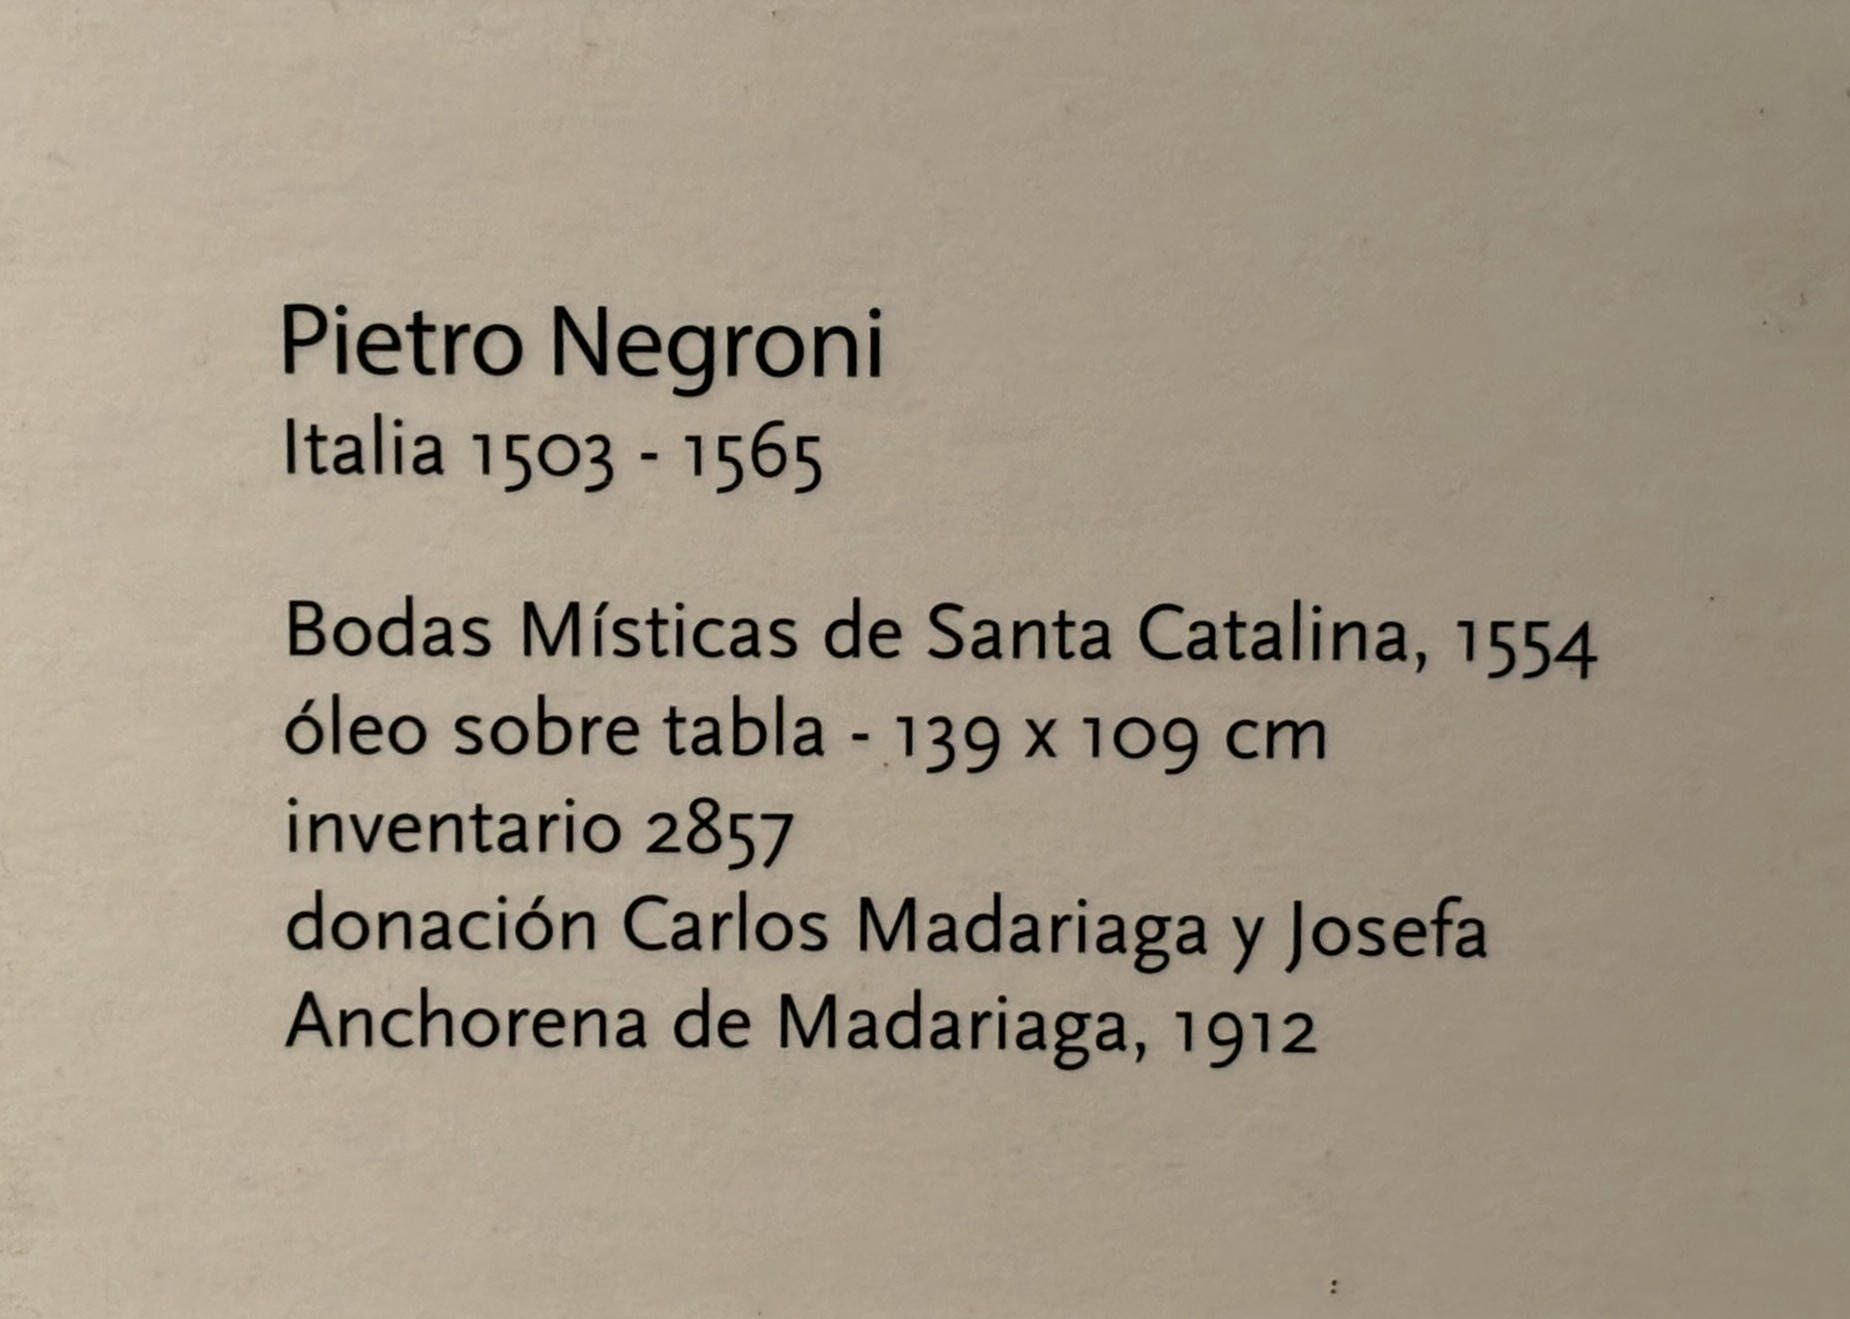 Pietro Negroni
Italia 1503 - 1565
Bodas Místicas de Santa Catalina, 1554
óleo sobre tabla - 139 x 109 cm
inventario 2857
donación Carlos Madariaga y Josefa
Anchorena de Madariaga, 1912